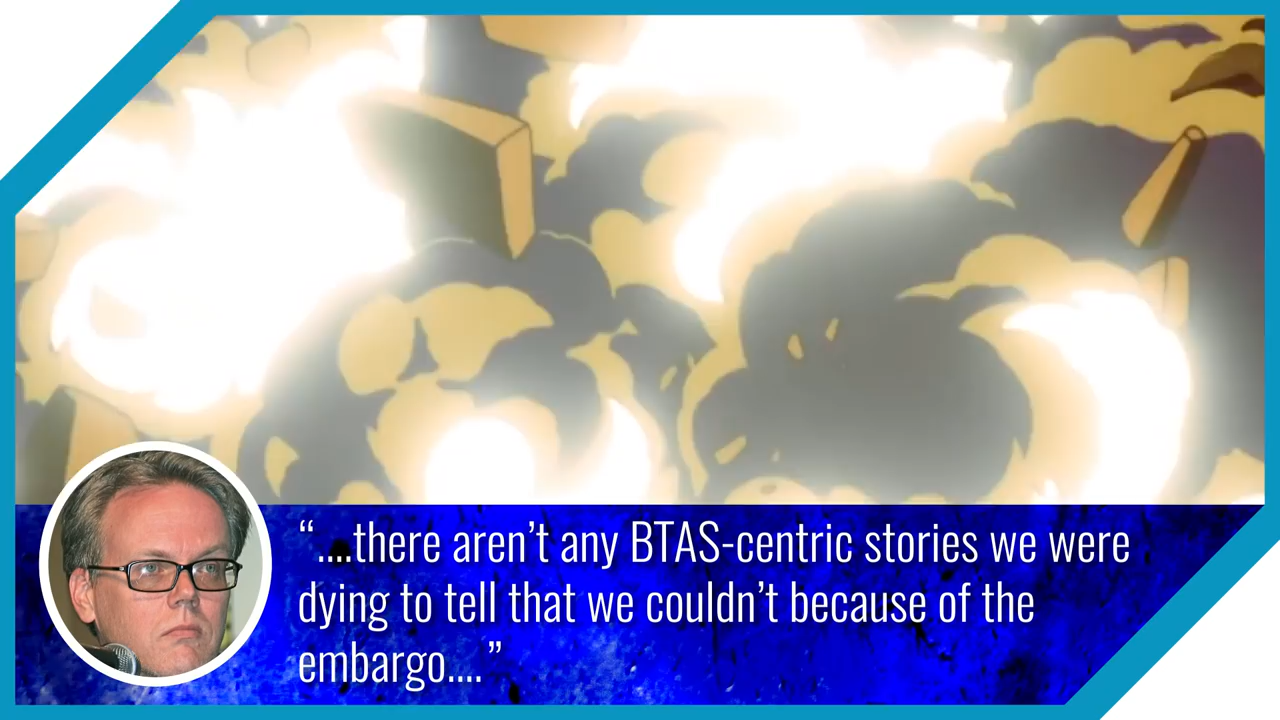 “....there aren’t any BTAS-centric stories we were
dying to tell that we couldn’t because of the
embargo....”